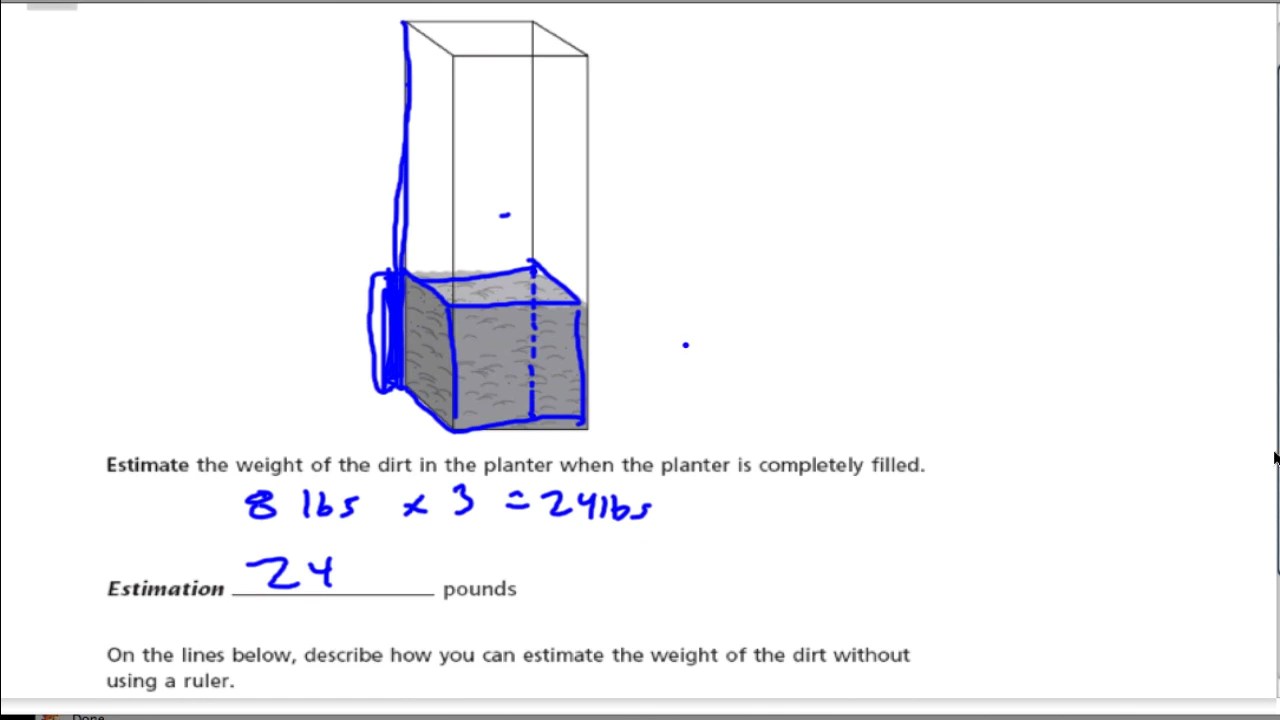 Estimate the weight of the dirt in the planter when the planter is completely filled.
8 lbs x 3 = 24lbs
Estimation 24 pounds
On the lines below, describe how you can estimate the weight of the dirt without
using a ruler.
Done